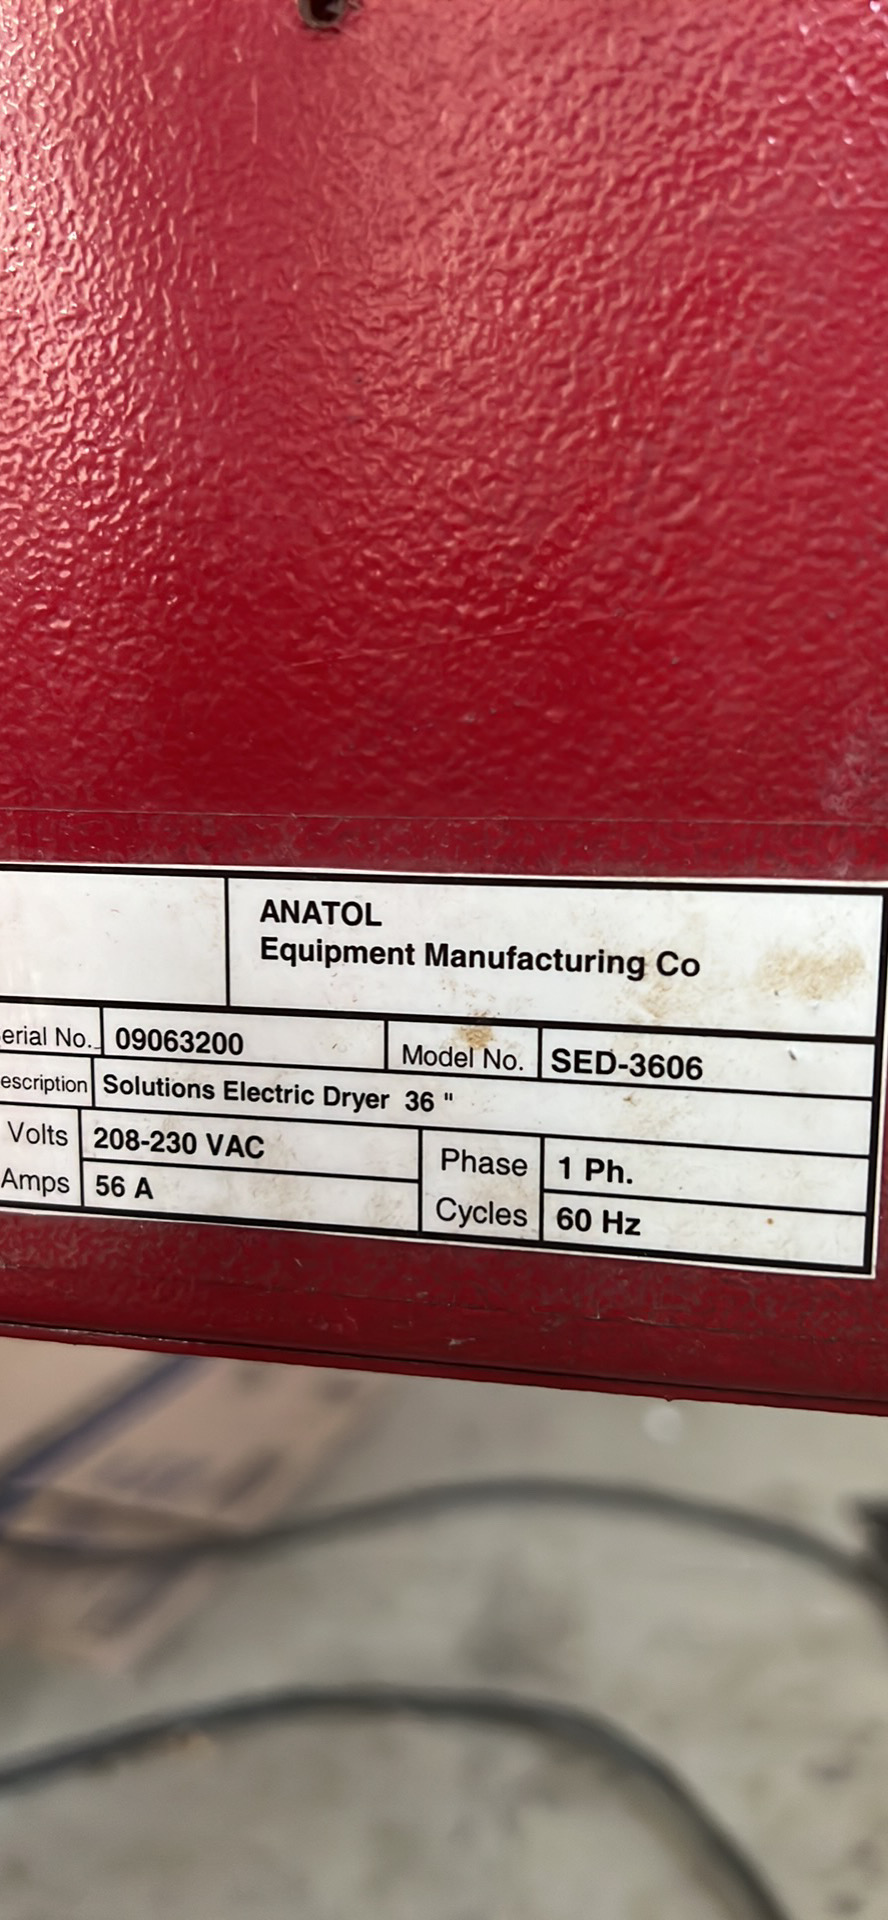 ANATOL
Equipment Manufacturing Co
erial No. 09063200 Model No. SED-3606
escription Solutions Electric Dryer 36 "
Volts 208-230 VAC Phase 1 Ph.
Amps 56 A Cycles 60 Hz